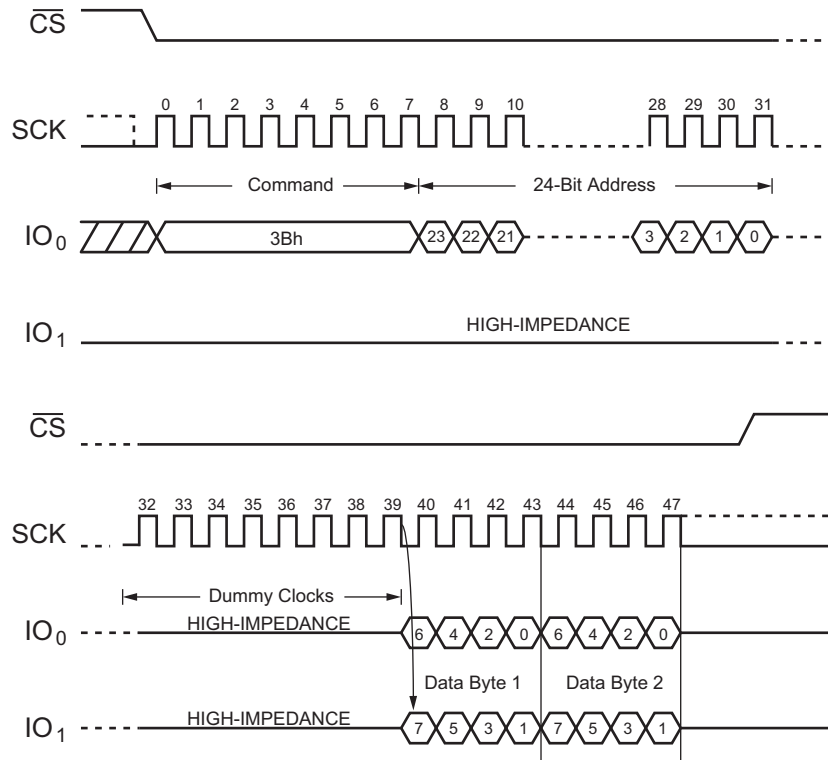 C̅S̅
0 1 2 3 4 5 6 7 8 9 10 28 29 30 31
SCK
Command 24-Bit Address
IO0 3Bh 23 22 21 3 2 1 0
HIGH-IMPEDANCE
IO1
C̅S̅
32 33 34 35 36 37 38 39 40 41 42 43 44 45 46 47
SCK
Dummy Clocks
IO0 HIGH-IMPEDANCE 6 4 2 0 6 4 2 0
Data Byte 1 Data Byte 2
IO1 HIGH-IMPEDANCE 7 5 3 1 7 5 3 1